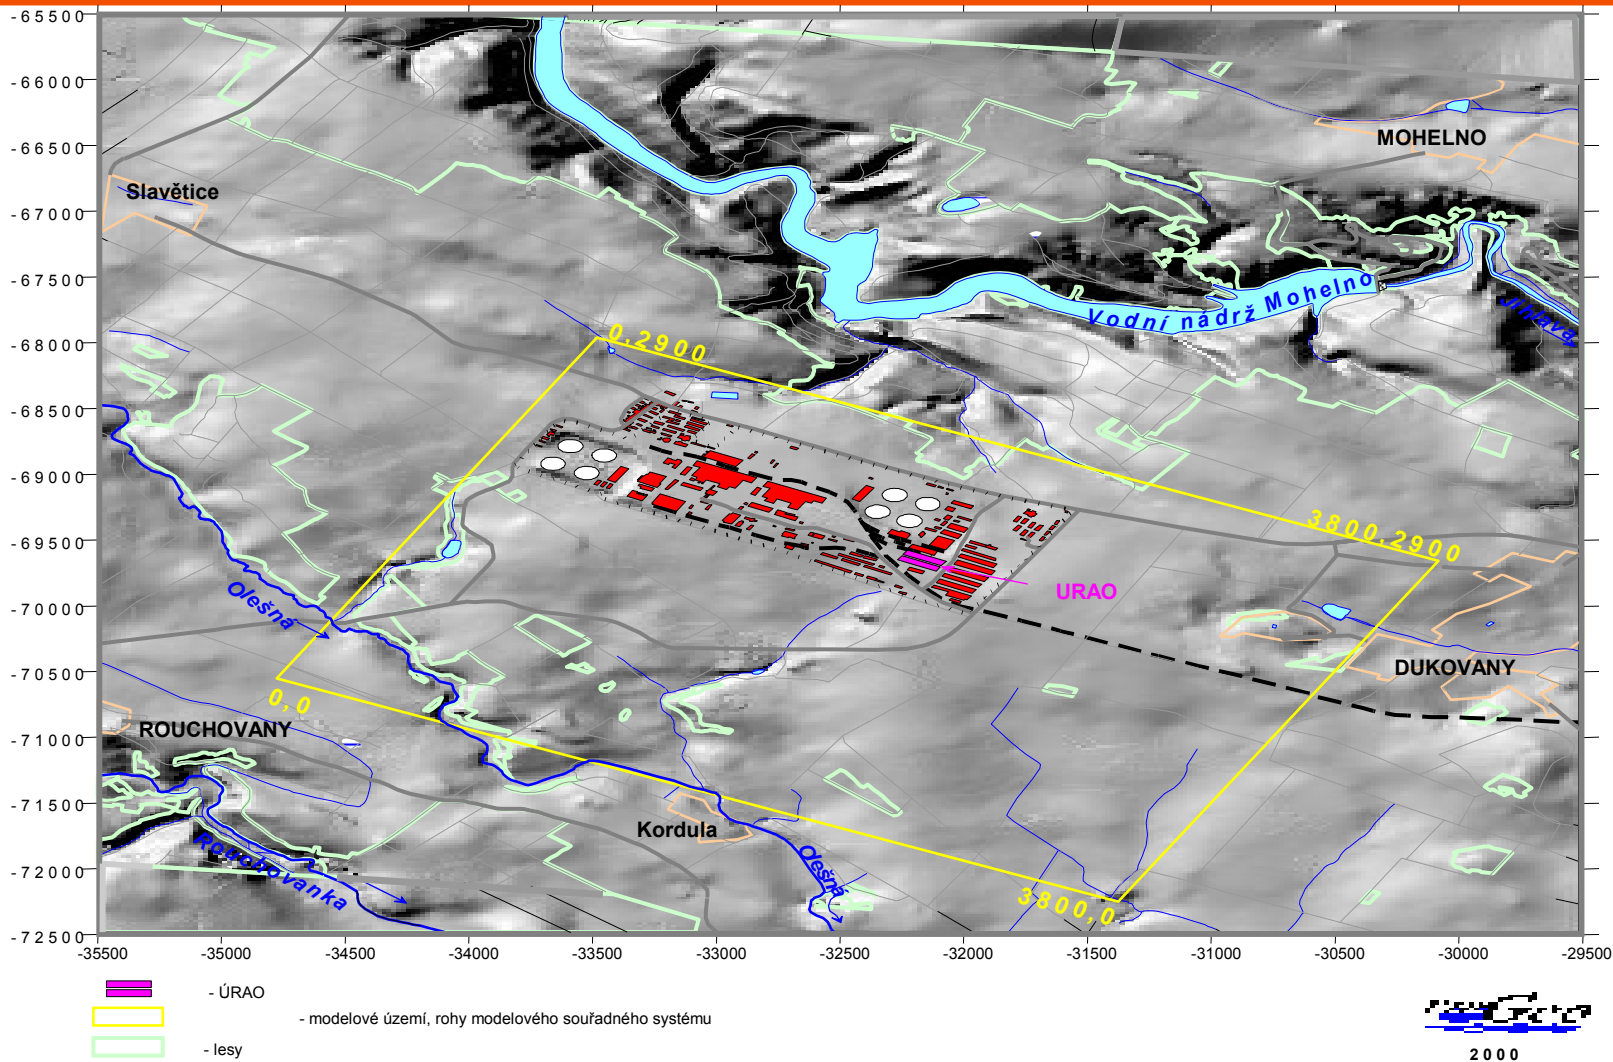 -65500
-66000
-66500
-67000
-67500
-68000
-68500
-69000
-69500
-70000
-70500
-71000
-71500
-72000
-72500
MOHELNO
Slavětice
Vodní nádrž Mohelno
Jihlava
0,2900
3800,2900
URAO
Olešná
DUKOVANY
0,0
ROUCHOVANY
Kordula
Olešná
Rouchovanka
3800,0
-35500 -35000 -34500 -34000 -33500 -33000 -32500 -32000 -31500 -31000 -30500 -30000 -29500
- ÚRAO
- modelové území, rohy modelového souřadného systému
- lesy
2000